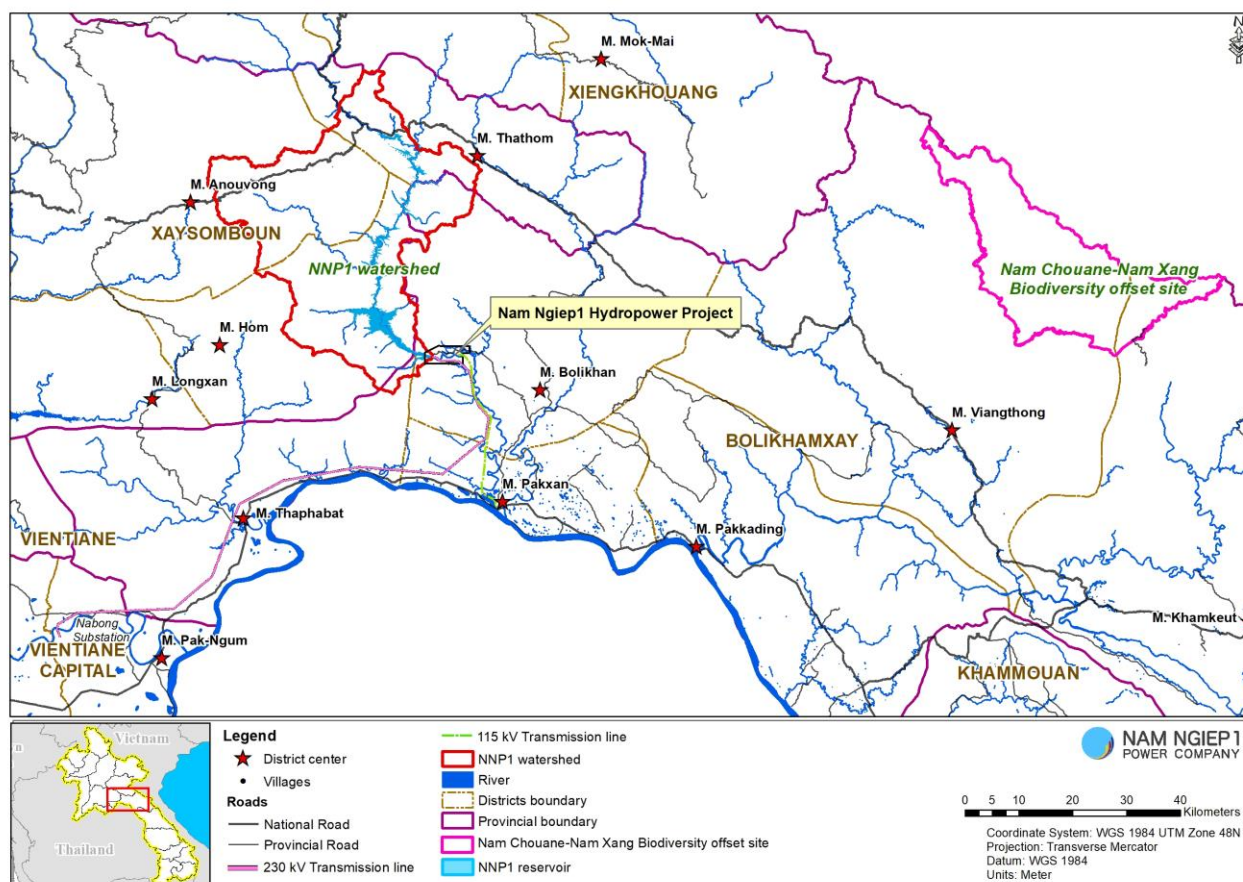 N
M. Mok-Mai
XIENGKHOUANG
M. Thathom
M. Anouvong
XAYSOMBOUN
NNP1 watershed
Nam Chouane-Nam Xang
Biodiversity offset site
Nam Ngiep1 Hydropower Project
M. Hom
M. Longxan
M. Bolikhan
M. Viangthong
BOLIKHAMXAY
M. Pakxan
M. Thaphabat
M. Pakkading
VIENTIANE
Nabong
Substation
M. Khamkeut
VIENTIANE
CAPITAL
M. Pak-Ngum
KHAMMOUAN
Vietnam
Thailand
Legend
District center
Villages
Roads
National Road
Provincial Road
230 kV Transmission line
115 kV Transmission line
NNP1 watershed
River
Districts boundary
Provincial boundary
Nam Chouane-Nam Xang Biodiversity offset site
NNP1 reservoir
NAM NGIEP1
POWER COMPANY
0 5 10 20 30 40
Kilometers
Coordinate System: WGS 1984 UTM Zone 48N
Projection: Transverse Mercator
Datum: WGS 1984
Units: Meter